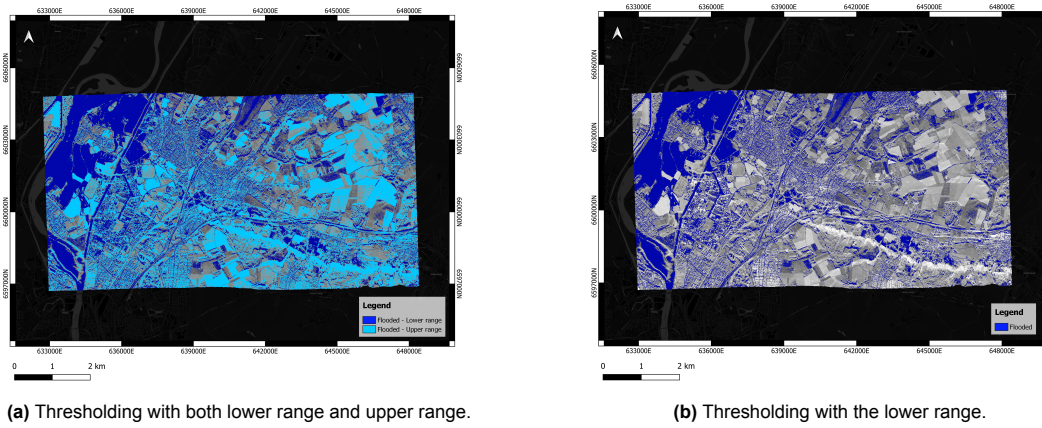 633000E 636000E 639000E 642000E 645000E 648000E
6606000N 6603000N 6600000N 6597000N
6606000N 6603000N 6600000N 6597000N
Legend
Flooded - Lower range
Flooded - Upper range
633000E 636000E 639000E 642000E 645000E 648000E
0 1 2 km
(a) Thresholding with both lower range and upper range.
633000E 636000E 639000E 642000E 645000E 648000E
6606000N 6603000N 6600000N 6597000N
Legend
Flooded
633000E 636000E 639000E 642000E 645000E 648000E
0 1 2 km
(b) Thresholding with the lower range.